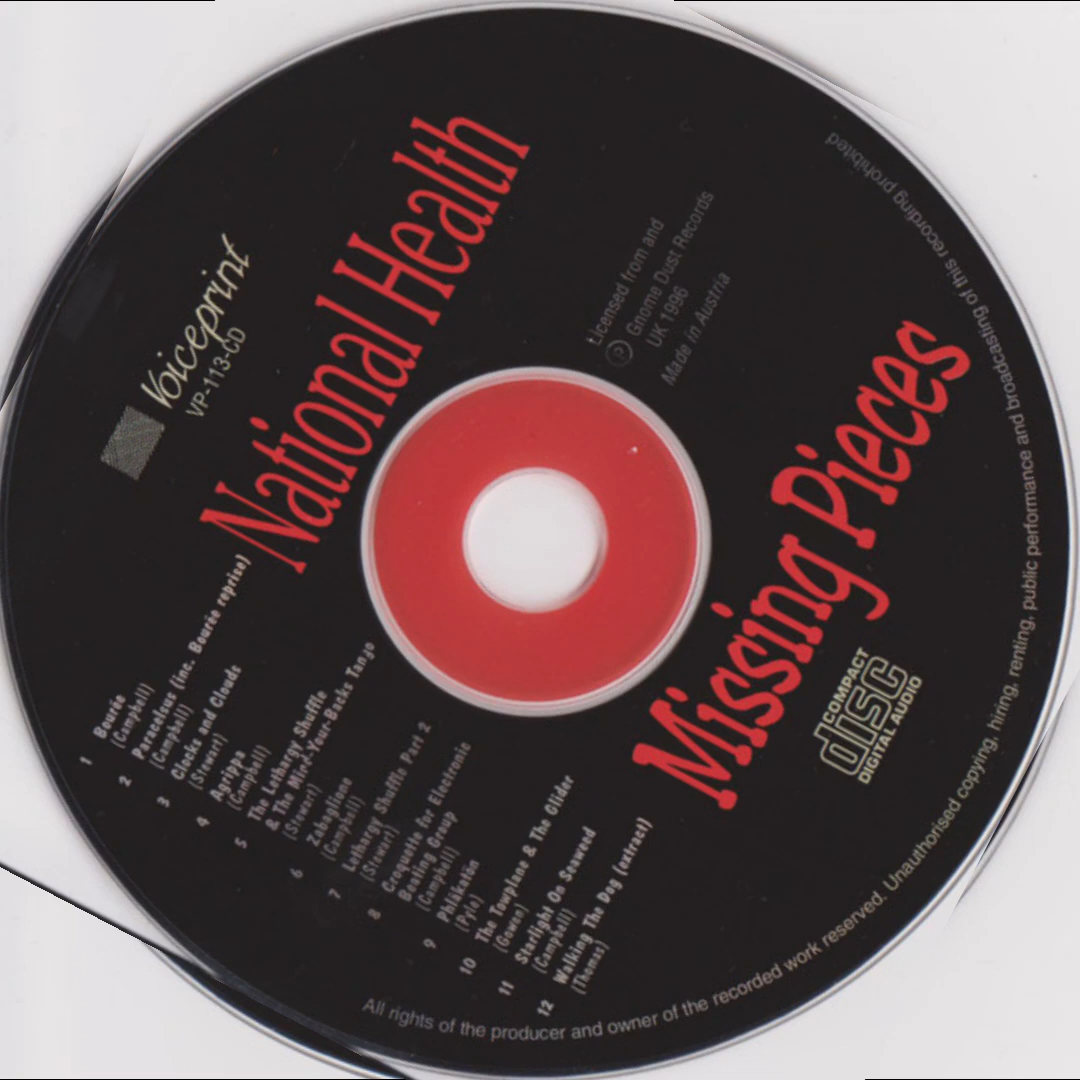 Voiceprint
VP-113-CD
National Health
Licensed from and
Ⓟ Gnome Dust Records
UK 1996
Made in Austria
Missing Pieces
COMPACT
disc
DIGITAL AUDIO
1 Bourée
(Campbell)
2 Paracelsus (inc. Bourée reprise)
(Campbell)
3 Clocks and Clouds
(Stewart)
4 Agrippa
(Campbell)
5 The Lethargy Shuffle
& The Mind-Your-Backs Tango
(Stewart)
6 Zabaglione
(Campbell)
7 Lethargy Shuffle Part 2
(Stewart)
8 Croquette for Electronic
Beating Group
(Campbell)
9 Phlâkatön
(Pyle)
10 The Towplane & The Glider
(Gowen)
11 Starlight On Seaweed
(Campbell)
12 Walking The Dog (extract)
(Thomas)
All rights of the producer and owner of the recorded work reserved. Unauthorised copying, hiring, renting, public performance and broadcasting of this recording prohibited